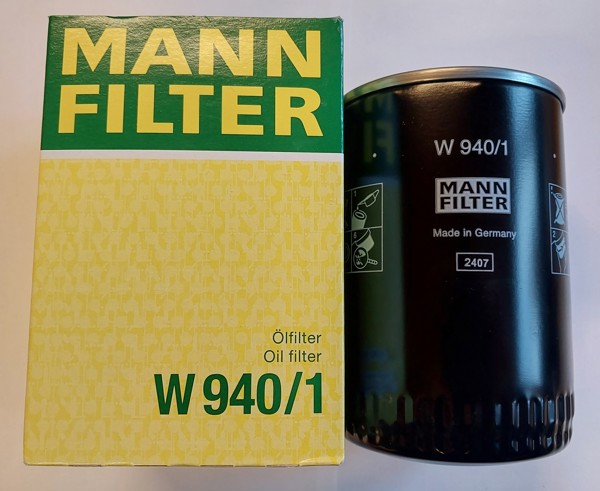 MANN
FILTER
Ölfilter
Oil filter
W 940/1
W 940/1
MANN
FILTER
Made in Germany
2407